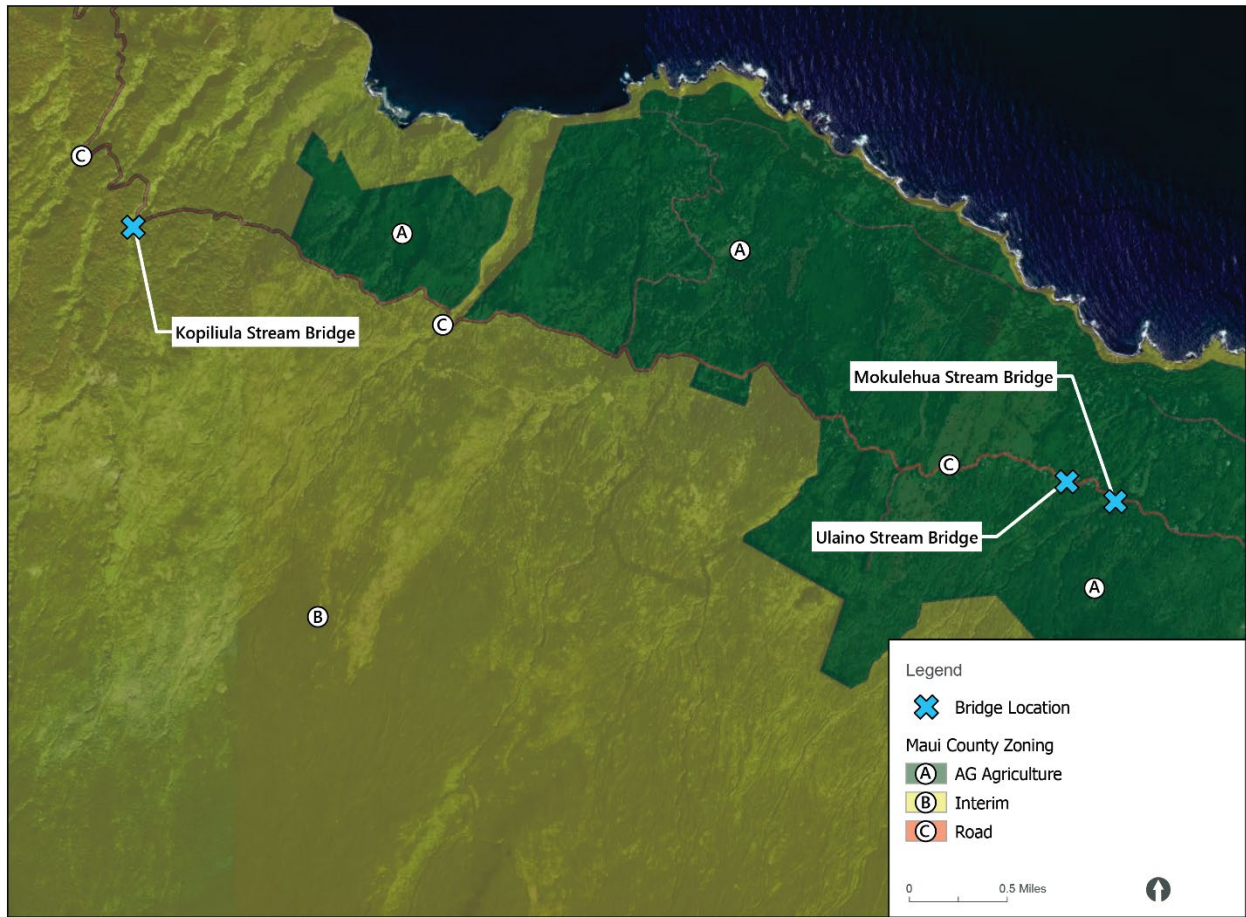 C
A
A
C
Kopiliula Stream Bridge
Mokulehua Stream Bridge
C
Ulaino Stream Bridge
A
B
Legend
Bridge Location
Maui County Zoning
A AG Agriculture
B Interim
C Road
0 0.5 Miles